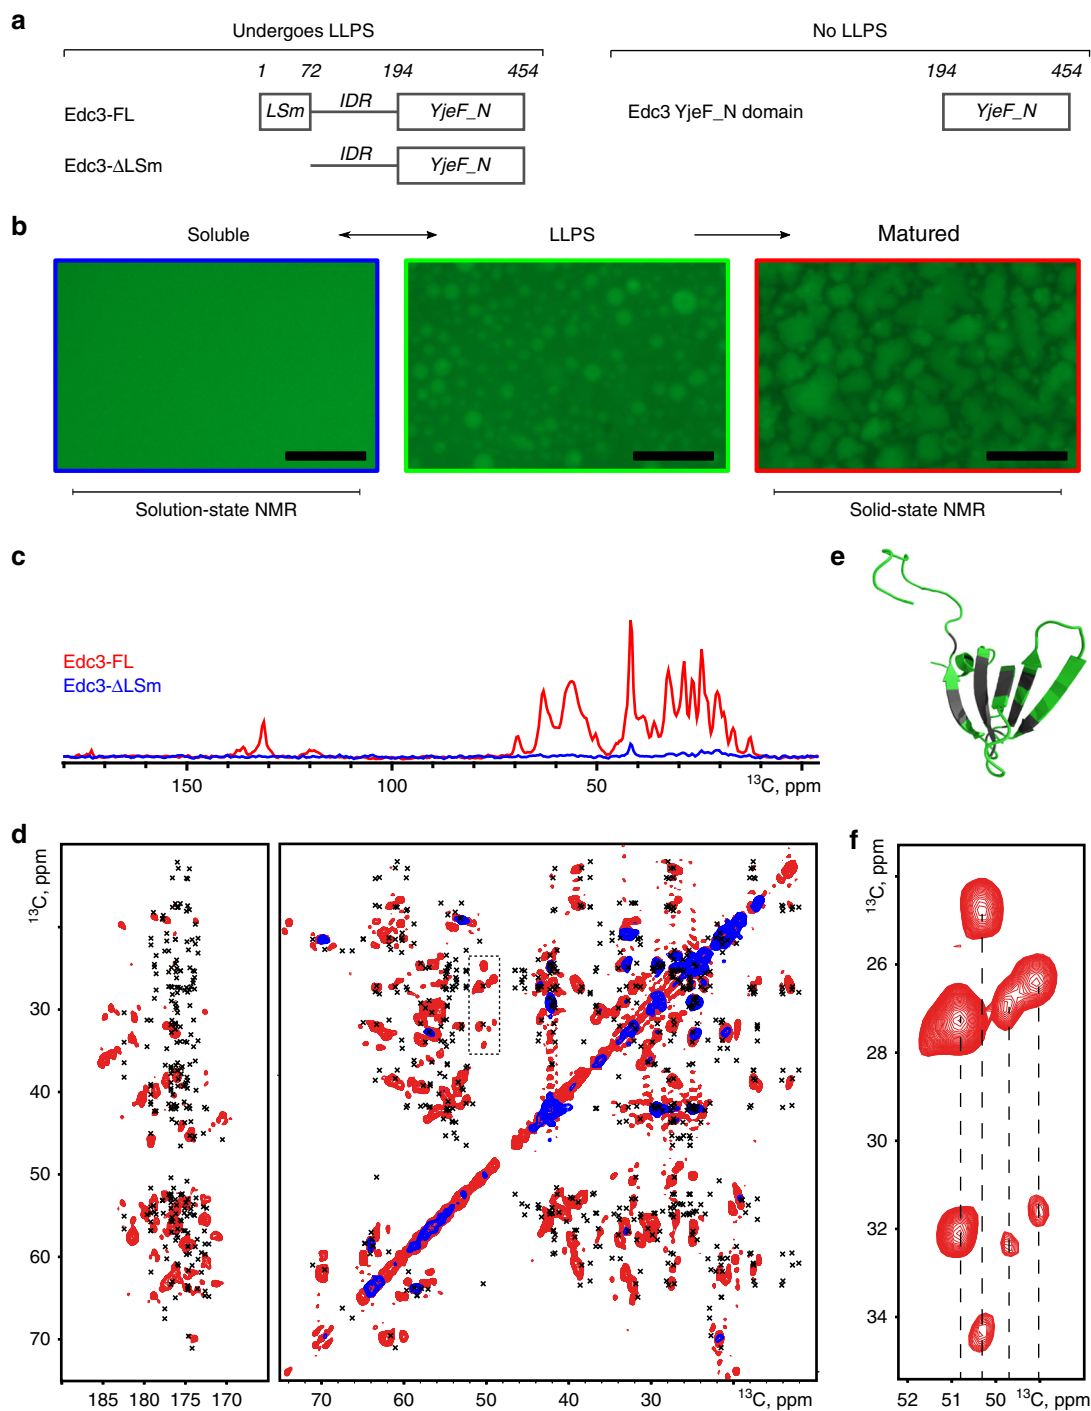 a
Undergoes LLPS
No LLPS
1 72 194 454
194 454
Edc3-FL
LSm IDR YjeF_N
Edc3 YjeF_N domain
YjeF_N
Edc3-ΔLSm
IDR YjeF_N
b
Soluble
LLPS
Matured
Solution-state NMR
Solid-state NMR
c
Edc3-FL
Edc3-ΔLSm
150 100 50 ¹³C, ppm
e
d
¹³C, ppm
30
40
50
60
70
185 180 175 170
70 60 50 40 30 ¹³C, ppm
f
¹³C, ppm
26
28
30
32
34
52 51 50 ¹³C, ppm